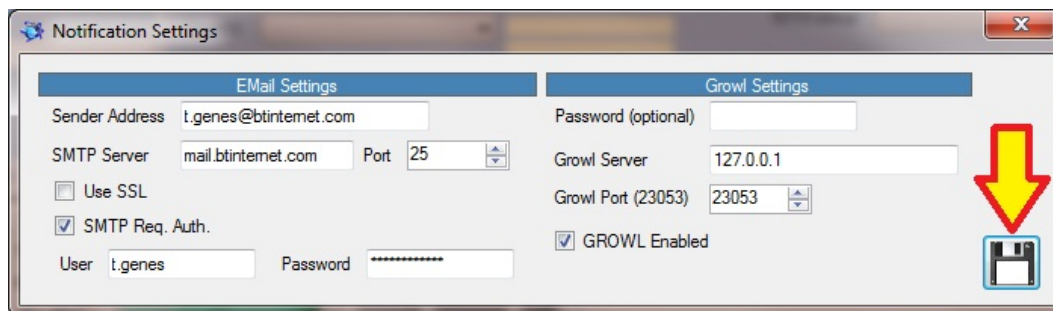 Notification Settings
EMail Settings
Sender Address t.genes@btinternet.com
SMTP Server mail.btinternet.com Port 25
Use SSL
SMTP Req. Auth.
User t.genes Password ************
Growl Settings
Password (optional)
Growl Server 127.0.0.1
Growl Port (23053) 23053
GROWL Enabled